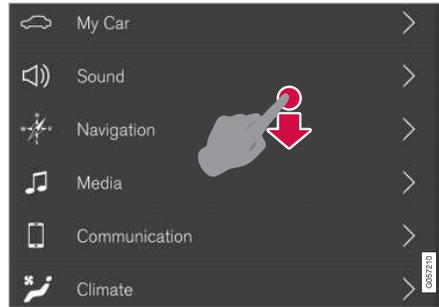 My Car
Sound
Navigation
Media
Communication
Climate
G057210